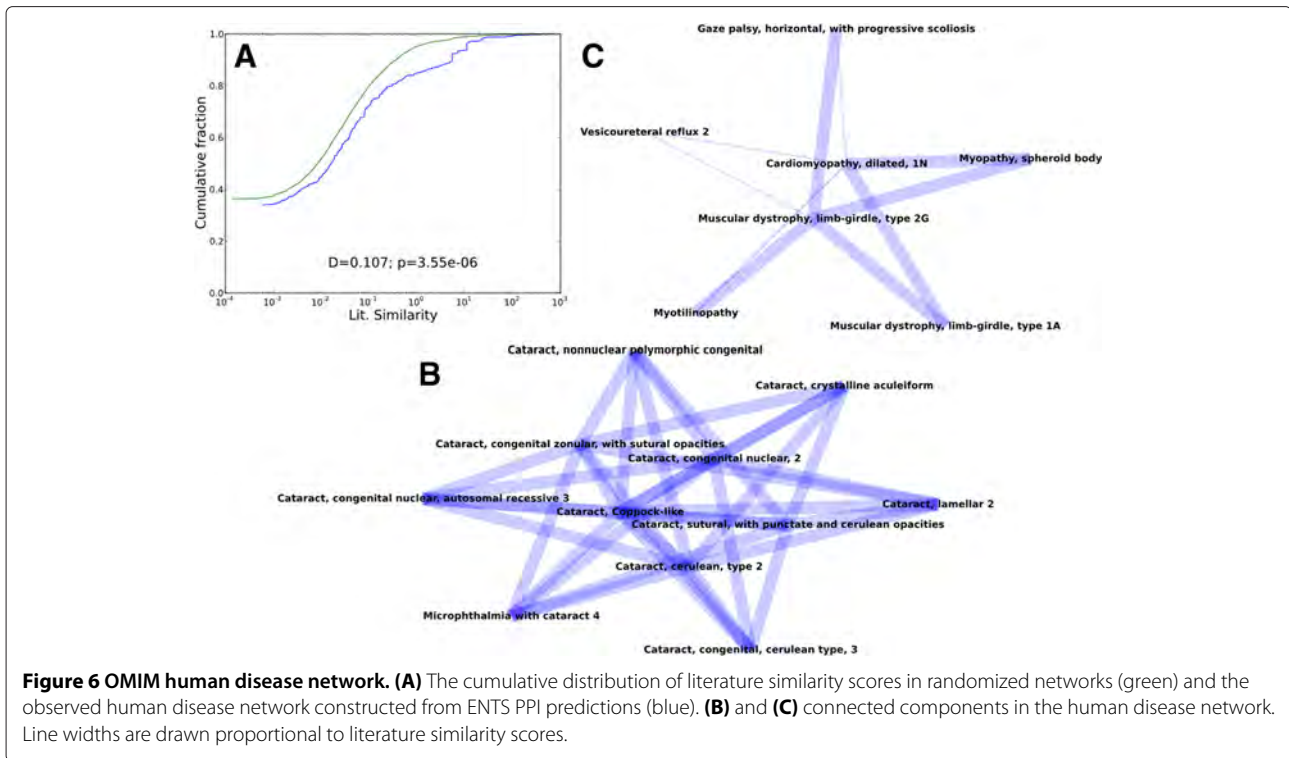 A
1.0
0.8
0.6
0.4
0.2
0.0
Cumulative fraction
D=0.107; p=3.55e-06
10^-4 10^-3 10^-2 10^-1 10^0 10^1 10^2 10^3
Lit. Similarity
C
Gaze palsy, horizontal, with progressive scoliosis
Vesicoureteral reflux 2
Cardiomyopathy, dilated, 1N
Myopathy, spheroid body
Muscular dystrophy, limb-girdle, type 2G
Myotilinopathy
Muscular dystrophy, limb-girdle, type 1A
B
Cataract, nonnuclear polymorphic congenital
Cataract, crystalline aculeiform
Cataract, congenital zonular, with sutural opacities
Cataract, congenital nuclear, 2
Cataract, congenital nuclear, autosomal recessive 3
Cataract, lamellar 2
Cataract, Coppock-like
Cataract, sutural, with punctate and cerulean opacities
Cataract, cerulean, type 2
Microphthalmia with cataract 4
Cataract, congenital, cerulean type, 3
Figure 6 OMIM human disease network. (A) The cumulative distribution of literature similarity scores in randomized networks (green) and the
observed human disease network constructed from ENTS PPI predictions (blue). (B) and (C) connected components in the human disease network.
Line widths are drawn proportional to literature similarity scores.